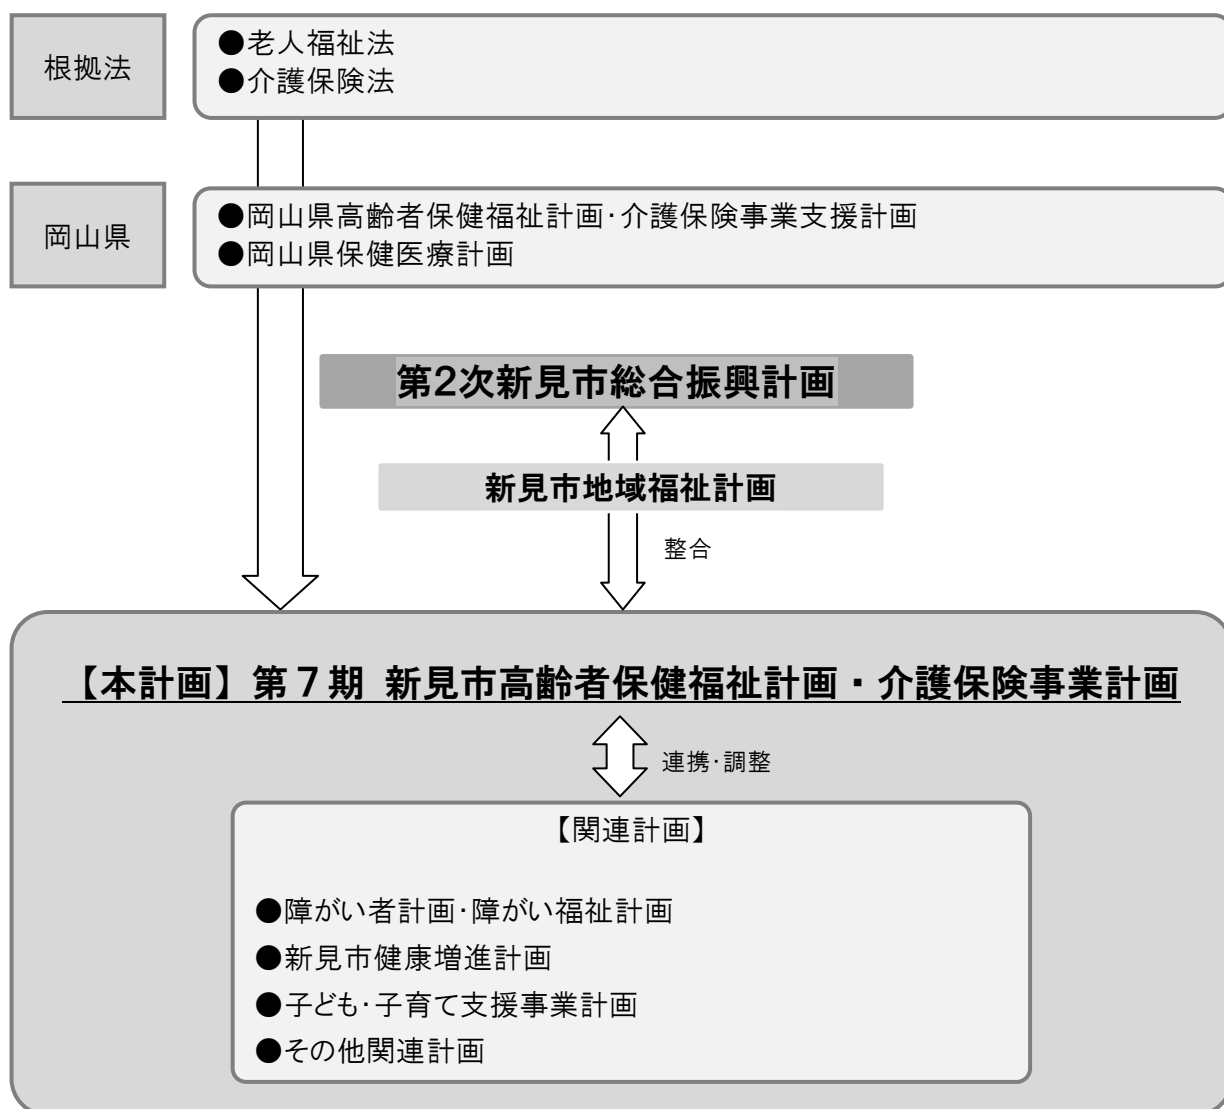 根拠法
●老人福祉法
●介護保険法
岡山県
●岡山県高齢者保健福祉計画・介護保険事業支援計画
●岡山県保健医療計画
第2次新見市総合振興計画
新見市地域福祉計画
整合
【本計画】第７期 新見市高齢者保健福祉計画・介護保険事業計画
連携・調整
【関連計画】
●障がい者計画・障がい福祉計画
●新見市健康増進計画
●子ども・子育て支援事業計画
●その他関連計画